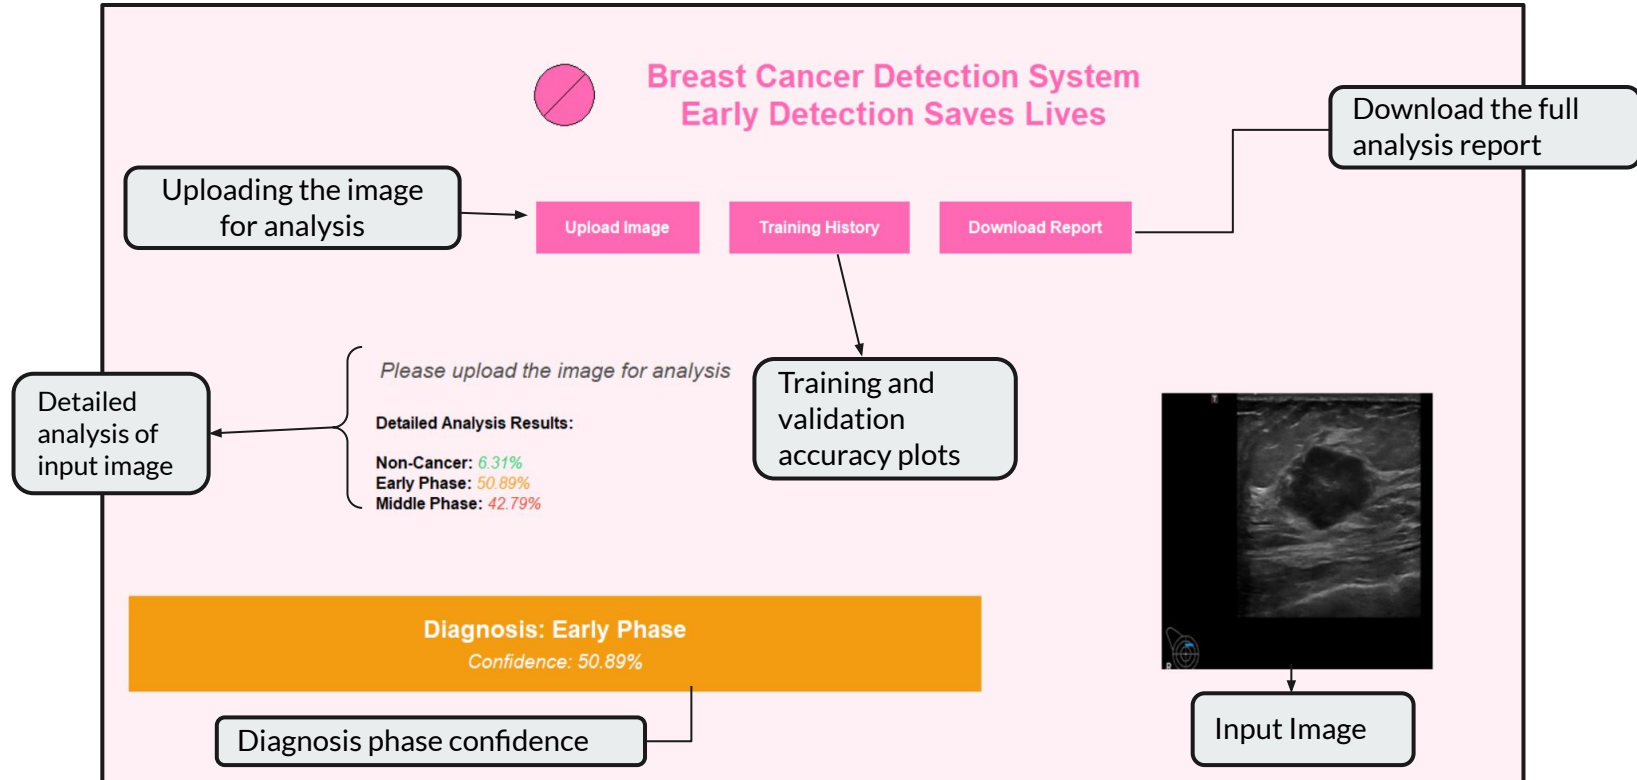 Breast Cancer Detection System
Early Detection Saves Lives
Download the full
analysis report
Uploading the image
for analysis
Upload Image
Training History
Download Report
Please upload the image for analysis
Detailed
analysis of
input image
Detailed Analysis Results:
Non-Cancer: 6.31%
Early Phase: 50.89%
Middle Phase: 42.79%
Training and
validation
accuracy plots
Diagnosis: Early Phase
Confidence: 50.89%
Diagnosis phase confidence
R
Input Image